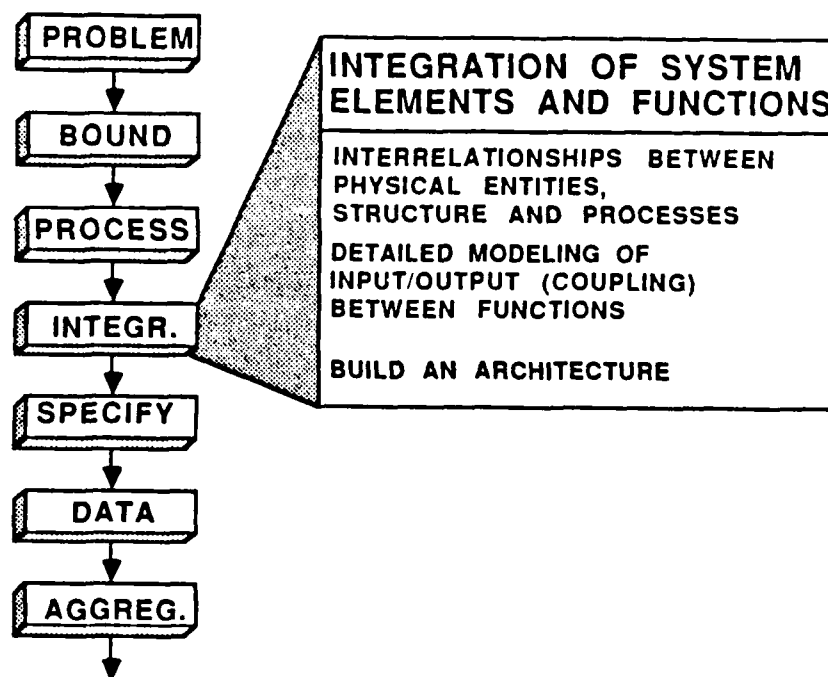 PROBLEM
BOUND
PROCESS
INTEGR.
SPECIFY
DATA
AGGREG.
INTEGRATION OF SYSTEM
ELEMENTS AND FUNCTIONS
INTERRELATIONSHIPS BETWEEN
PHYSICAL ENTITIES,
STRUCTURE AND PROCESSES
DETAILED MODELING OF
INPUT/OUTPUT (COUPLING)
BETWEEN FUNCTIONS
BUILD AN ARCHITECTURE